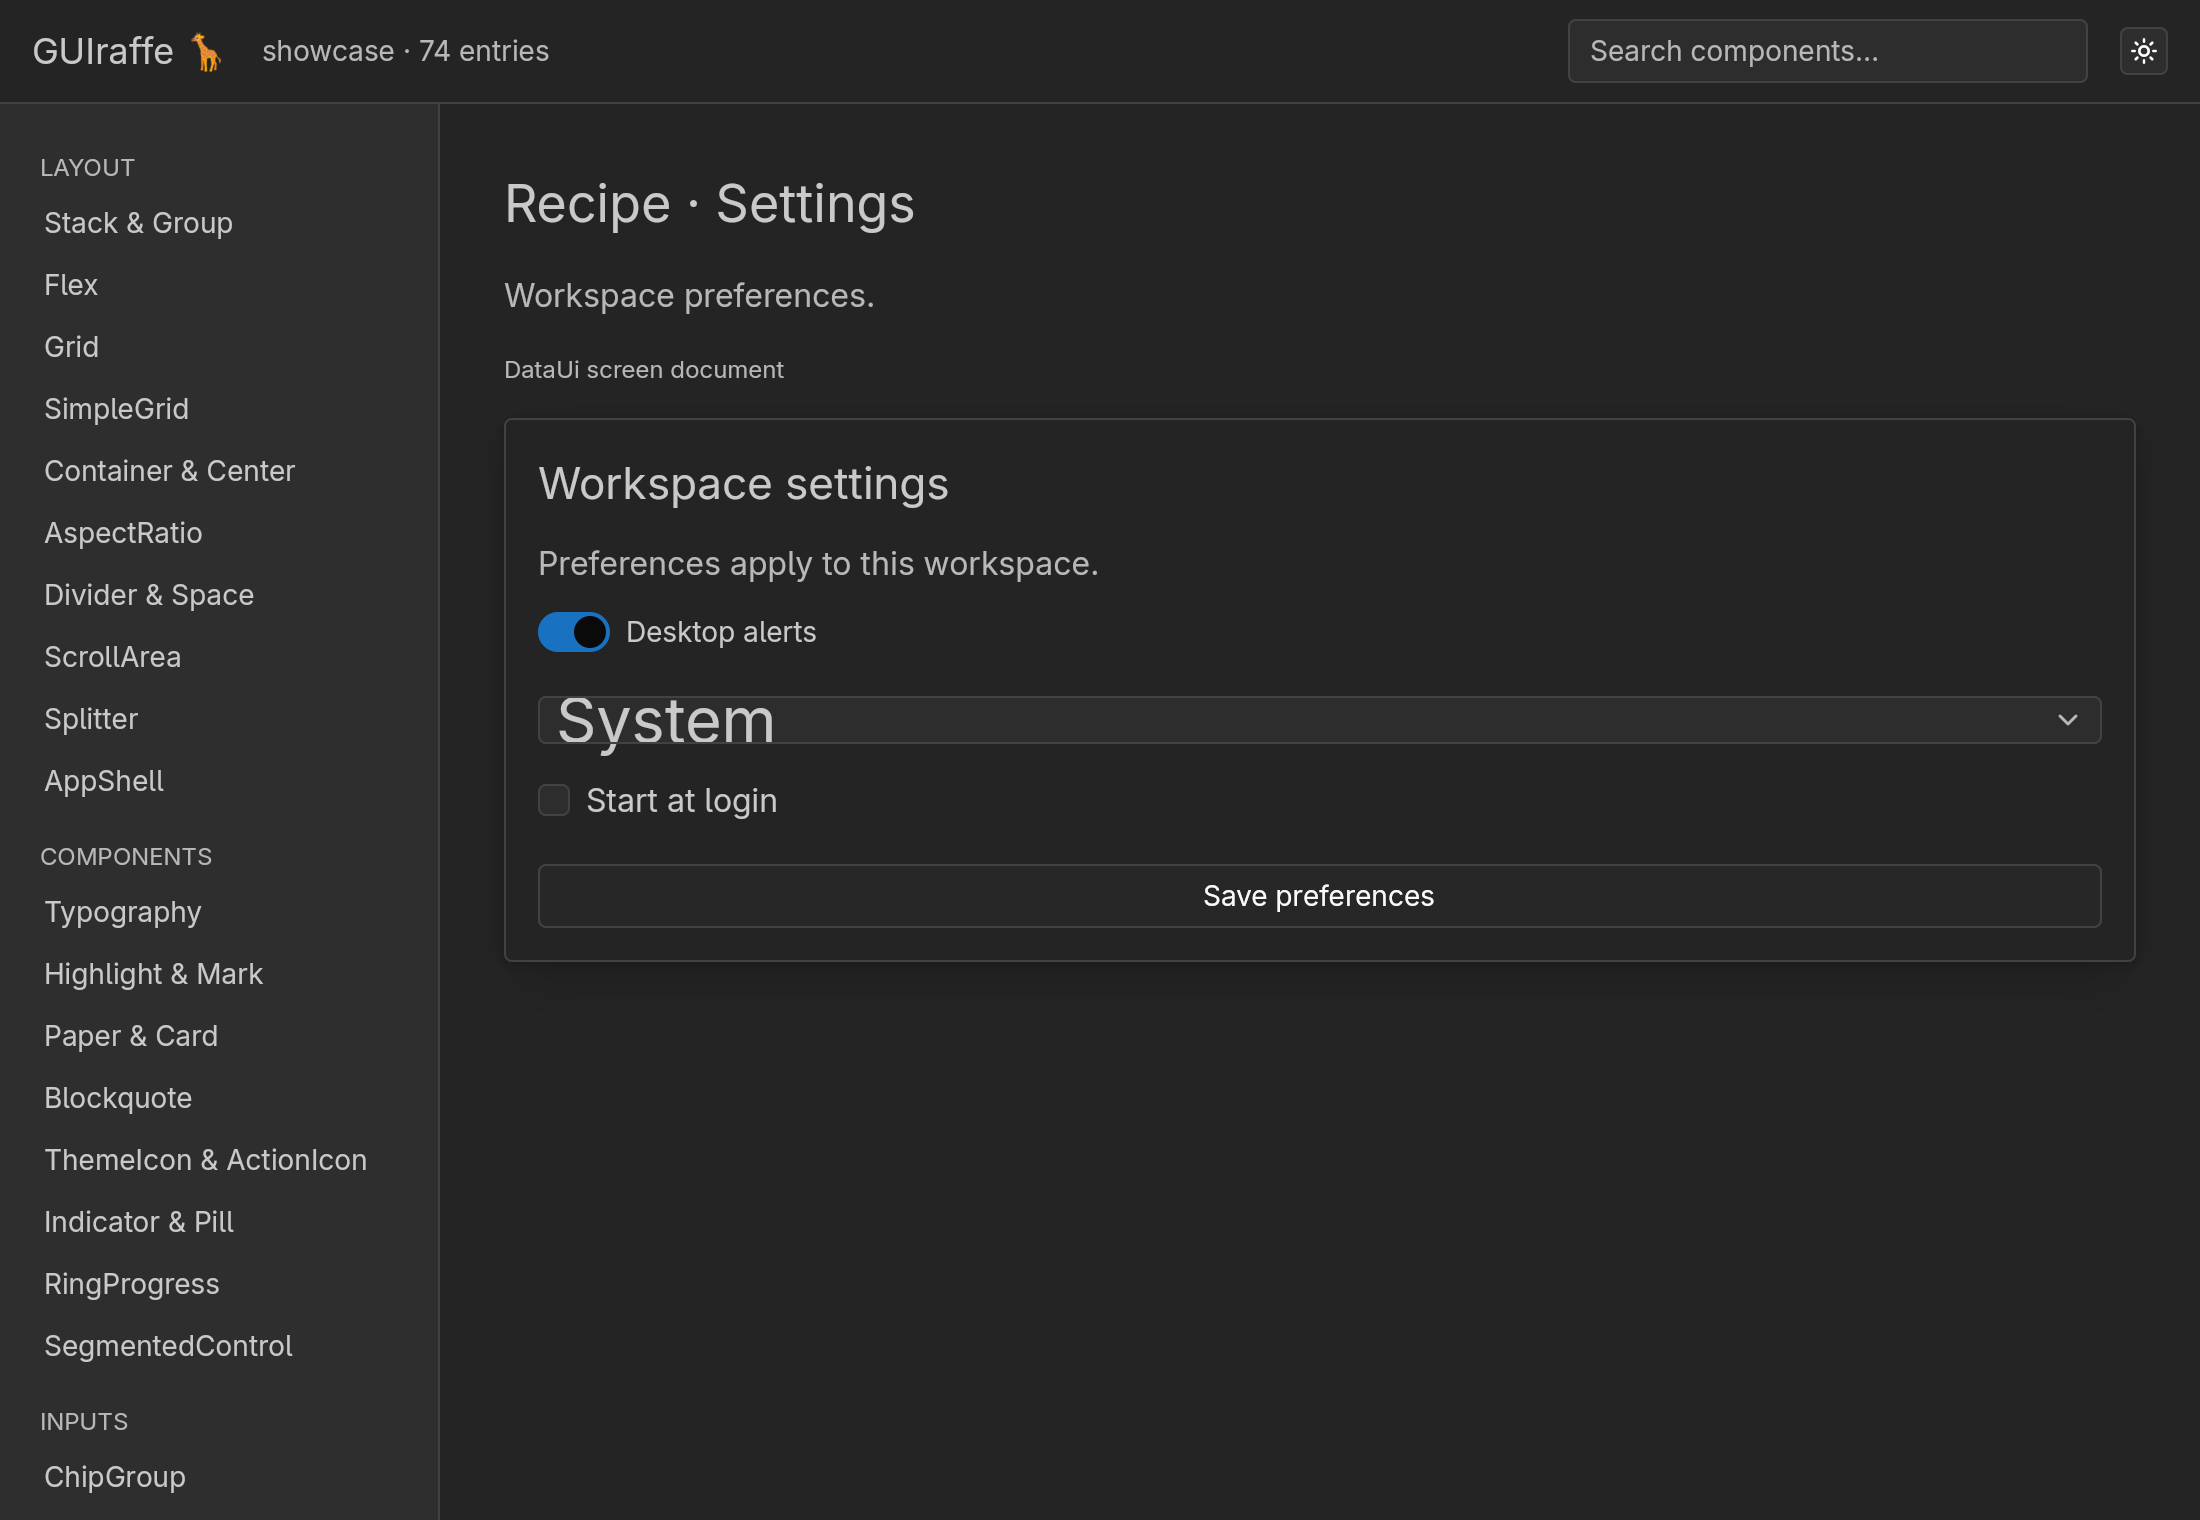 GUIraffe 🦒 showcase · 74 entries
Search components...
LAYOUT
Stack & Group
Flex
Grid
SimpleGrid
Container & Center
AspectRatio
Divider & Space
ScrollArea
Splitter
AppShell
COMPONENTS
Typography
Highlight & Mark
Paper & Card
Blockquote
ThemeIcon & ActionIcon
Indicator & Pill
RingProgress
SegmentedControl
INPUTS
ChipGroup
Recipe · Settings
Workspace preferences.
DataUi screen document
Workspace settings
Preferences apply to this workspace.
Desktop alerts
System
Start at login
Save preferences